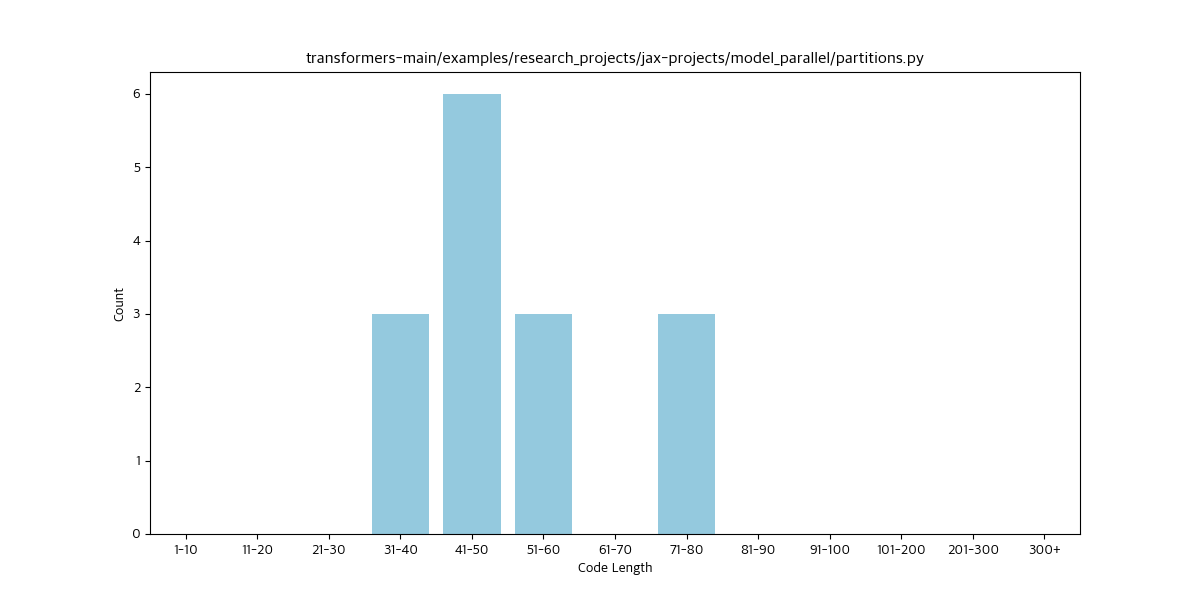 transformers-main/examples/research_projects/jax-projects/model_parallel/partitions.py
6
5
4
3
2
1
0
Count
1-10 11-20 21-30 31-40 41-50 51-60 61-70 71-80 81-90 91-100 101-200 201-300 300+
Code Length